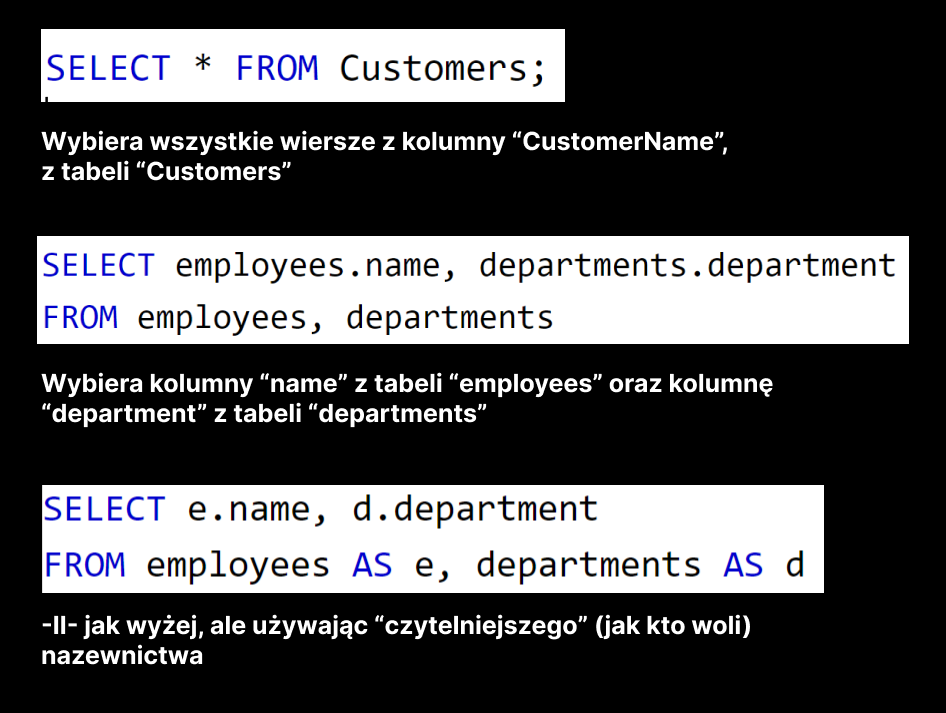 SELECT * FROM Customers;
Wybiera wszystkie wiersze z kolumny “CustomerName”,
z tabeli “Customers”
SELECT employees.name, departments.department
FROM employees, departments
Wybiera kolumny “name” z tabeli “employees” oraz kolumnę
“department” z tabeli “departments”
SELECT e.name, d.department
FROM employees AS e, departments AS d
-II- jak wyżej, ale używając “czytelniejszego” (jak kto woli)
nazewnictwa